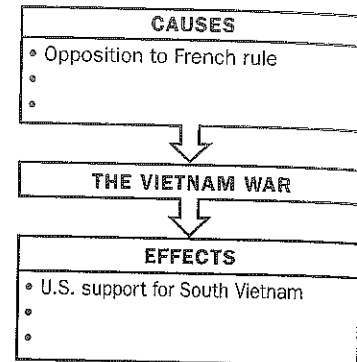 CAUSES
• Opposition to French rule
•
•
THE VIETNAM WAR
EFFECTS
• U.S. support for South Vietnam
•
•